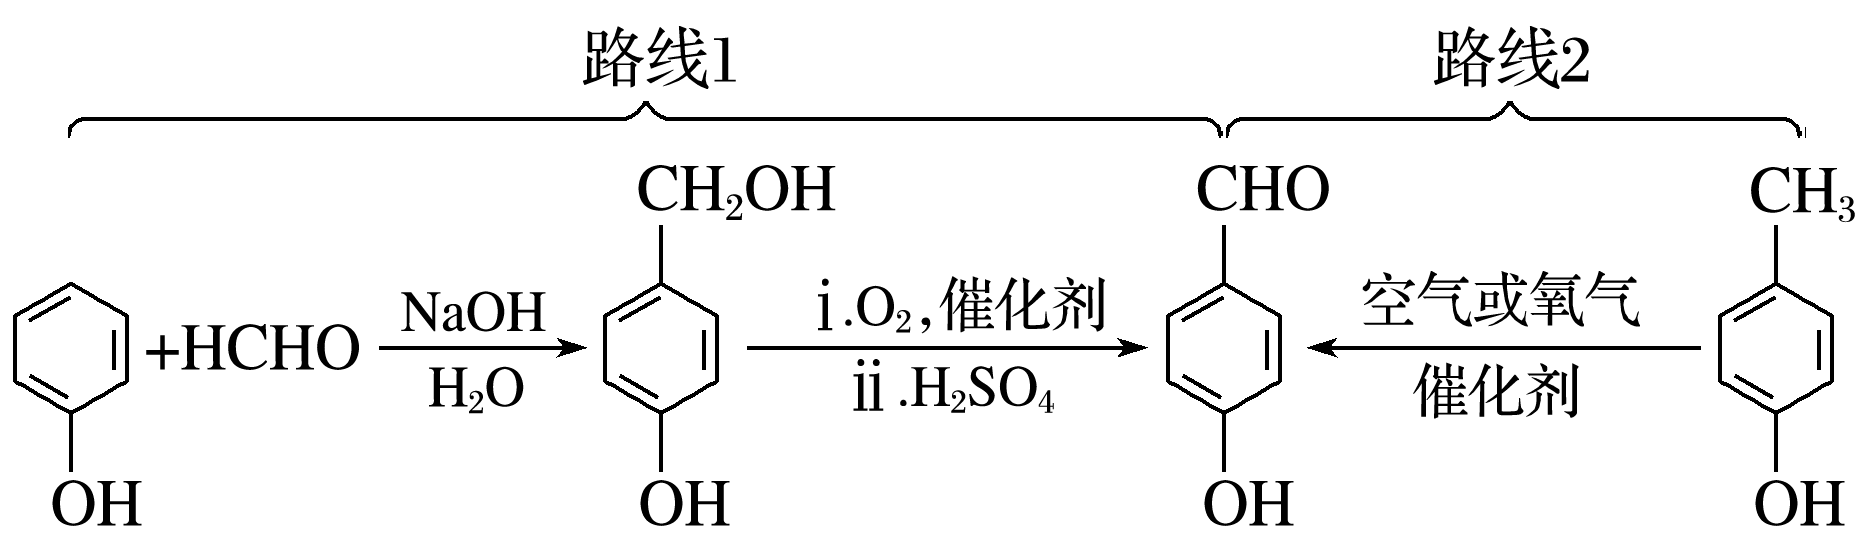 路线1 路线2
CH₂OH CHO CH₃
+HCHO NaOH H₂O ⅰ.O₂,催化剂 ⅱ.H₂SO₄ 空气或氧气 催化剂
OH OH OH OH